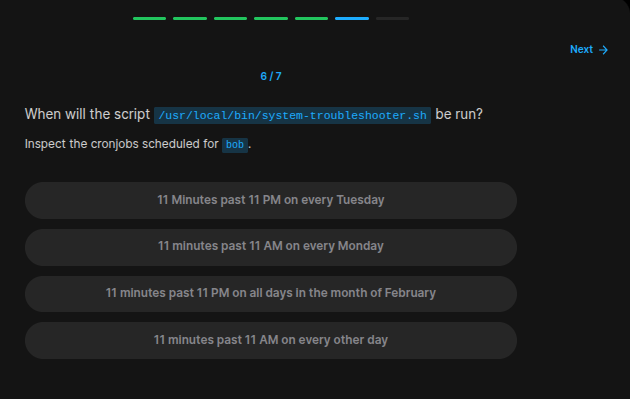 Next →
6 / 7
When will the script /usr/local/bin/system-troubleshooter.sh be run?
Inspect the cronjobs scheduled for bob.
11 Minutes past 11 PM on every Tuesday
11 minutes past 11 AM on every Monday
11 minutes past 11 PM on all days in the month of February
11 minutes past 11 AM on every other day